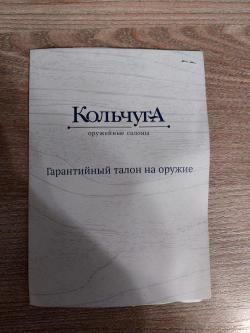 Кольчуга
оружейные салоны
Гарантийный талон на оружие